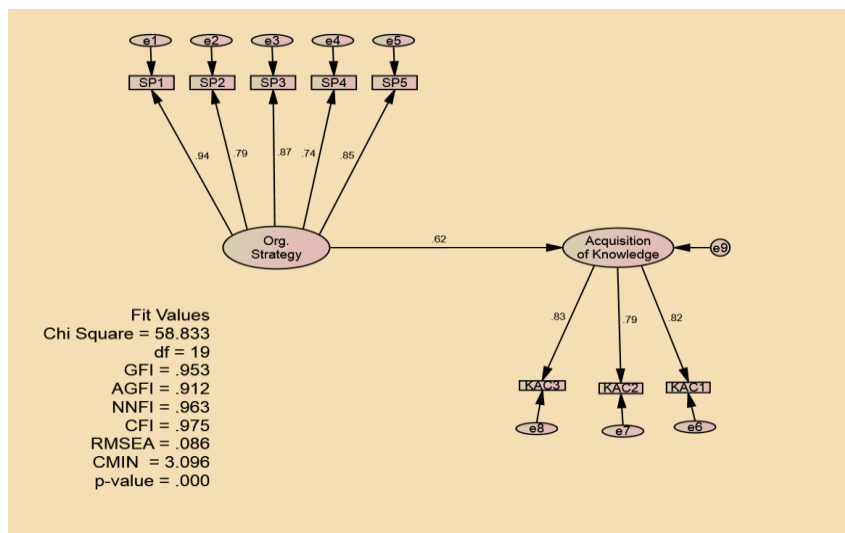 e1 e2 e3 e4 e5
SP1 SP2 SP3 SP4 SP5
.94 .79 .87 .74 .85
Org.
Strategy
.62
Acquisition
of Knowledge
e9
.83 .79 .82
KAC3 KAC2 KAC1
e8 e7 e6
Fit Values
Chi Square = 58.833
df = 19
GFI = .953
AGFI = .912
NNFI = .963
CFI = .975
RMSEA = .086
CMIN = 3.096
p-value = .000